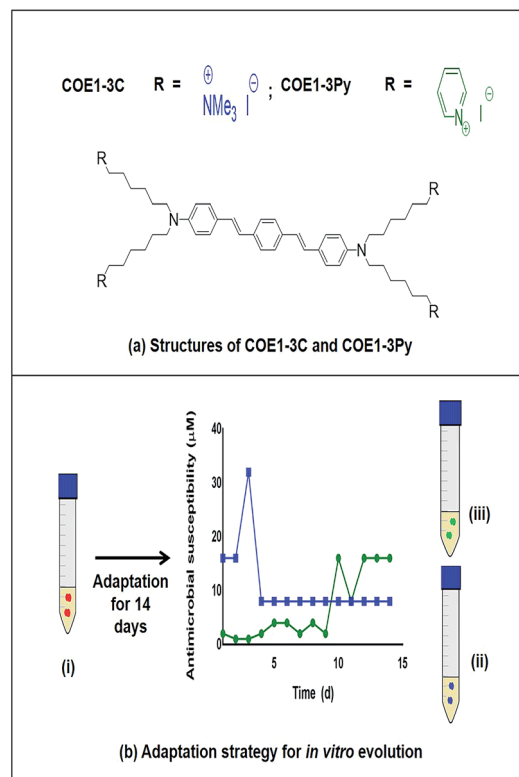 COE1-3C R = ⊕ NMe₃ I ⊖ ; COE1-3Py R = N ⊕ I ⊖
R R
N
N
R R
(a) Structures of COE1-3C and COE1-3Py
Antimicrobial susceptibility (µM)
40
30
20
10
0
5 10 15
Time (d)
Adaptation
for 14
days
(i)
(iii)
(ii)
(b) Adaptation strategy for in vitro evolution